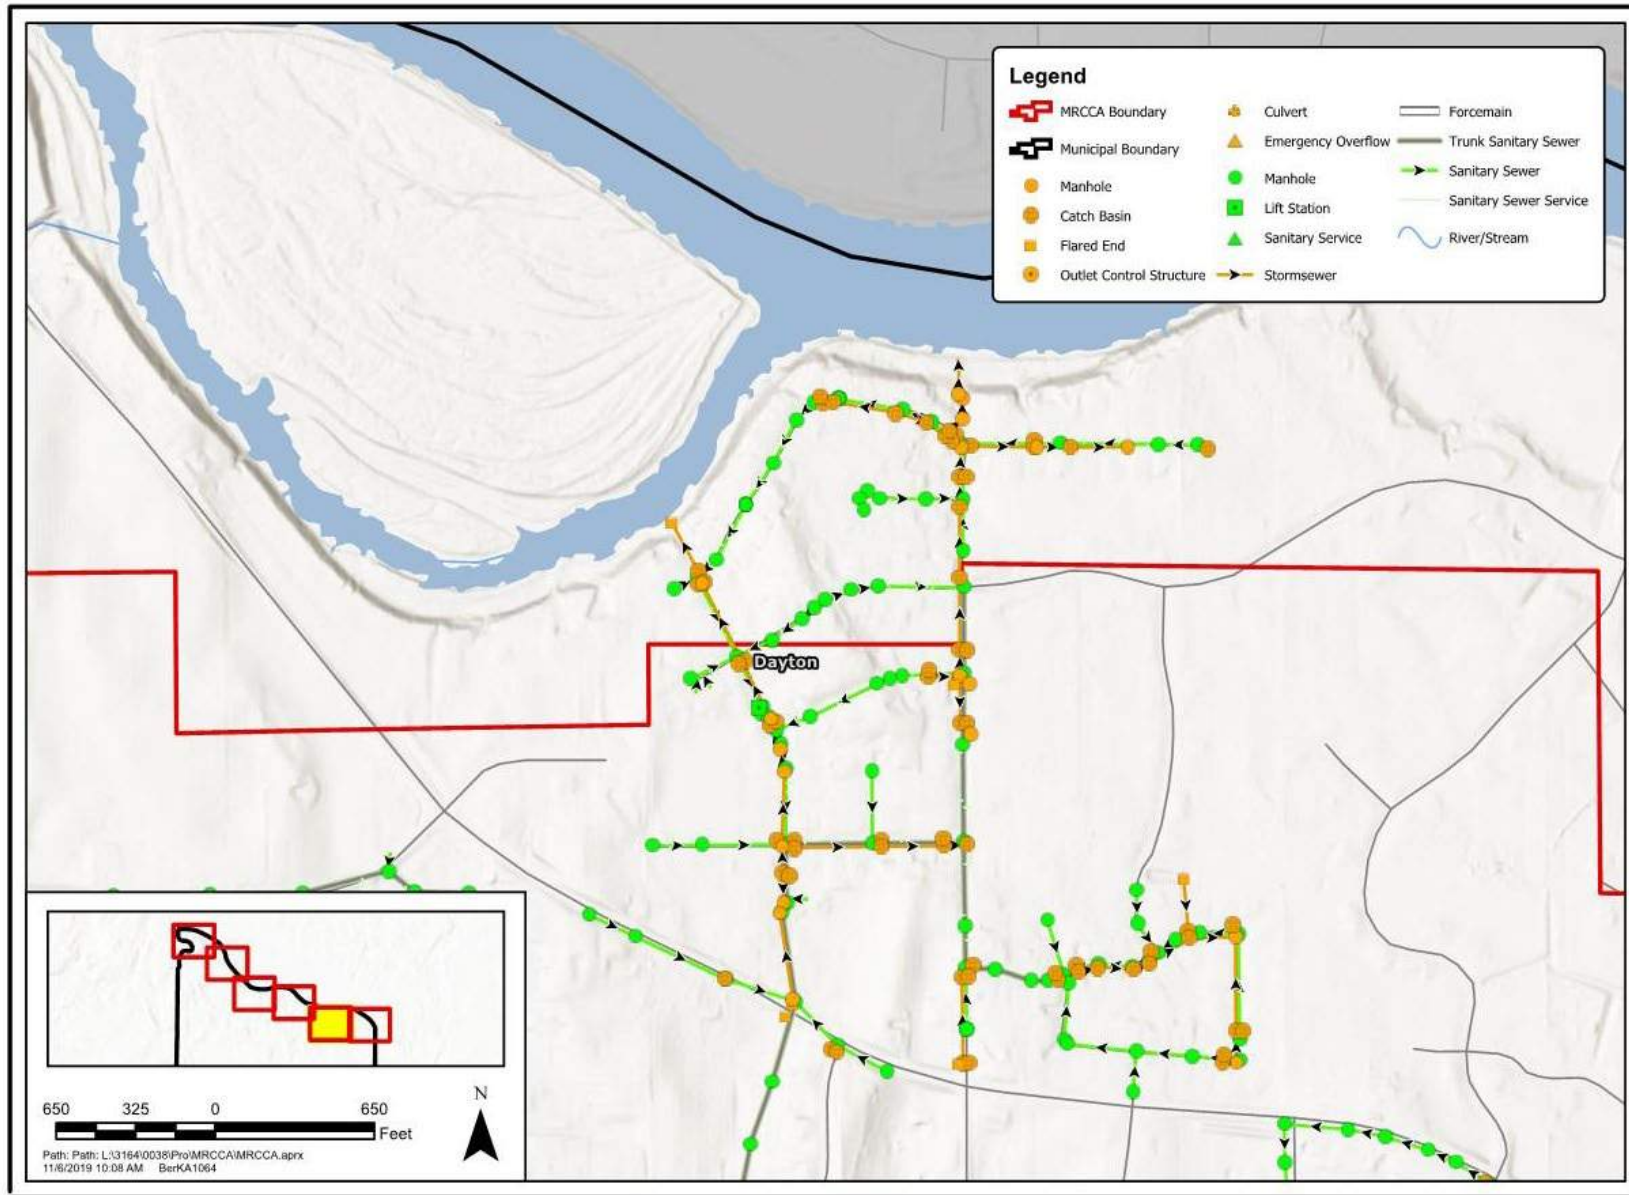 Legend
MRCCA Boundary
Municipal Boundary
Manhole
Catch Basin
Flared End
Outlet Control Structure
Culvert
Emergency Overflow
Manhole
Lift Station
Sanitary Service
Stormsewer
Forcemain
Trunk Sanitary Sewer
Sanitary Sewer
Sanitary Sewer Service
River/Stream
Dayton
N
650 325 0 650
Feet
Path: Path: L:\3164\0038\Pro\MRCCA\MRCCA.aprx
11/6/2019 10:08 AM BerKA1064